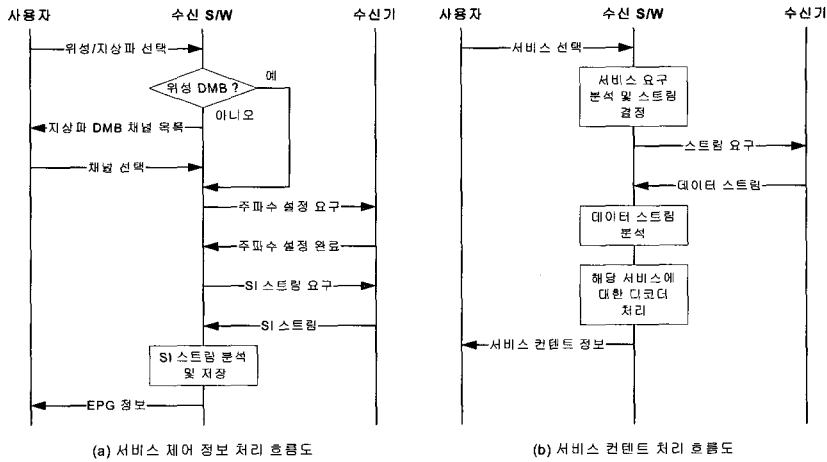 사용자
수신 S/W
수신기
위성/지상파 선택
위성 DMB ?
예
아니오
지상파 DMB 채널 목록
채널 선택
주파수 설정 요구
주파수 설정 완료
SI 스트림 요구
SI 스트림
SI 스트림 분석
및 저장
EPG 정보
(a) 서비스 제어 정보 처리 흐름도
사용자
수신 S/W
수신기
서비스 선택
서비스 요구
분석 및 스트림
결정
스트림 요구
데이터 스트림
데이터 스트림
분석
해당 서비스에
대한 디코더
처리
서비스 컨텐트 정보
(b) 서비스 컨텐트 처리 흐름도